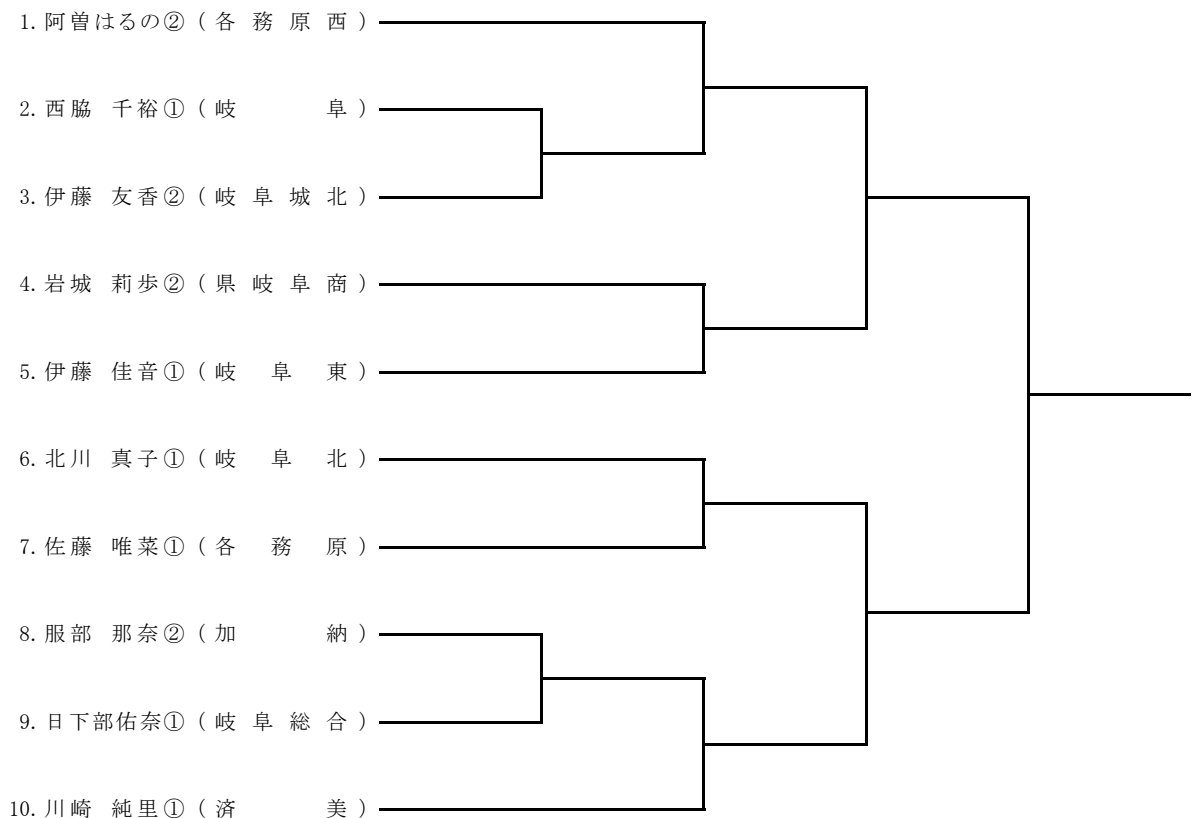 1. 阿曽はるの② ( 各務原西 )
2. 西脇 千裕① ( 岐 阜 )
3. 伊藤 友香② ( 岐阜城北 )
4. 岩城 莉歩② ( 県岐阜商 )
5. 伊藤 佳音① ( 岐 阜 東 )
6. 北川 真子① ( 岐 阜 北 )
7. 佐藤 唯菜① ( 各 務 原 )
8. 服部 那奈② ( 加 納 )
9. 日下部佑奈① ( 岐阜総合 )
10. 川崎 純里① ( 済 美 )